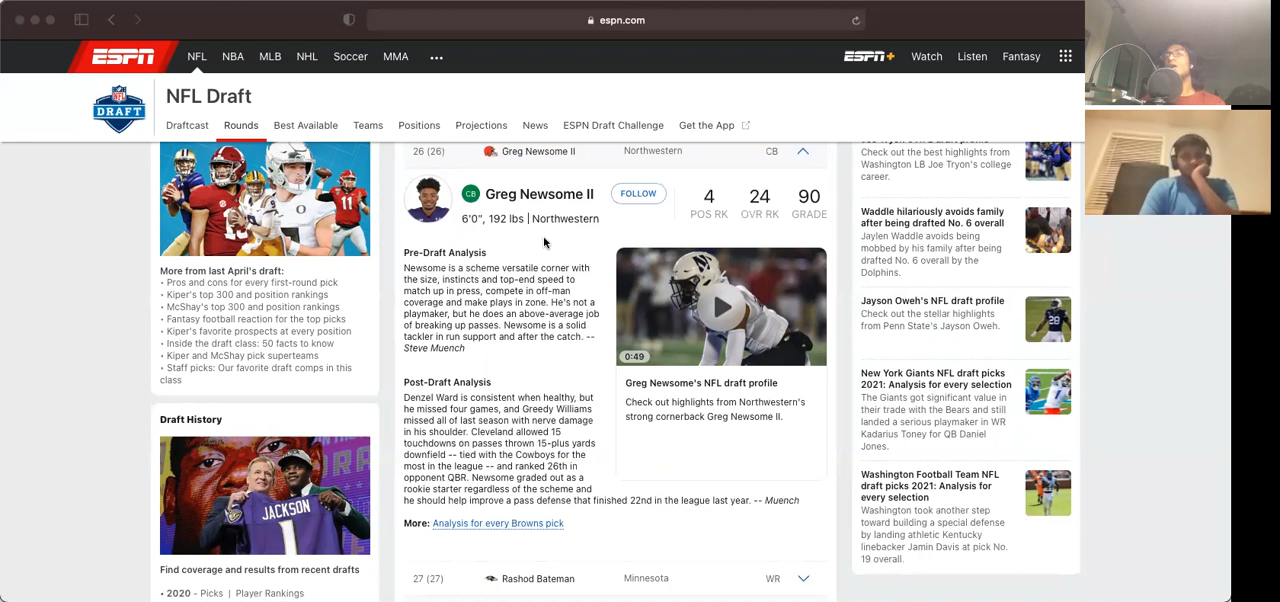 espn.com
ESPN
NFL NBA MLB NHL Soccer MMA ...
ESPN+ Watch Listen Fantasy
NFL
DRAFT
NFL Draft
Draftcast Rounds Best Available Teams Positions Projections News ESPN Draft Challenge Get the App
More from last April's draft:
• Pros and cons for every first-round pick
• Kiper's top 300 and position rankings
• McShay's top 300 and position rankings
• Fantasy football reaction for the top picks
• Kiper's favorite prospects at every position
• Inside the draft class: 50 facts to know
• Kiper and McShay pick superteams
• Staff picks: Our favorite draft comps in this
class
Draft History
JACKSON
1
Find coverage and results from recent drafts
• 2020 - Picks | Player Rankings
26 (26) Greg Newsome II Northwestern CB
CB Greg Newsome II FOLLOW
6'0", 192 lbs | Northwestern
4 24 90
POS RK OVR RK GRADE
Pre-Draft Analysis
Newsome is a scheme versatile corner with
the size, instincts and top-end speed to
match up in press, compete in off-man
coverage and make plays in zone. He's not a
playmaker, but he does an above-average job
of breaking up passes. Newsome is a solid
tackler in run support and after the catch. --
Steve Muench
Post-Draft Analysis
Denzel Ward is consistent when healthy, but
he missed four games, and Greedy Williams
missed all of last season with nerve damage
in his shoulder. Cleveland allowed 15
touchdowns on passes thrown 15-plus yards
downfield -- tied with the Cowboys for the
most in the league -- and ranked 26th in
opponent QBR. Newsome graded out as a
rookie starter regardless of the scheme and
he should help improve a pass defense that finished 22nd in the league last year. -- Muench
More: Analysis for every Browns pick
0:49
Greg Newsome's NFL draft profile
Check out highlights from Northwestern's
strong cornerback Greg Newsome II.
27 (27) Rashod Bateman Minnesota WR
Check out the best highlights from
Washington LB Joe Tryon's college
career.
Waddle hilariously avoids family
after being drafted No. 6 overall
Jaylen Waddle avoids being
mobbed by his family after being
drafted No. 6 overall by the
Dolphins.
Jayson Oweh's NFL draft profile
Check out the stellar highlights
from Penn State's Jayson Oweh.
New York Giants NFL draft picks
2021: Analysis for every selection
The Giants got significant value in
their trade with the Bears and still
landed a serious playmaker in WR
Kadarius Toney for QB Daniel
Jones.
Washington Football Team NFL
draft picks 2021: Analysis for
every selection
Washington took another step
toward building a special defense
by landing athletic Kentucky
linebacker Jamin Davis at pick No.
19 overall.